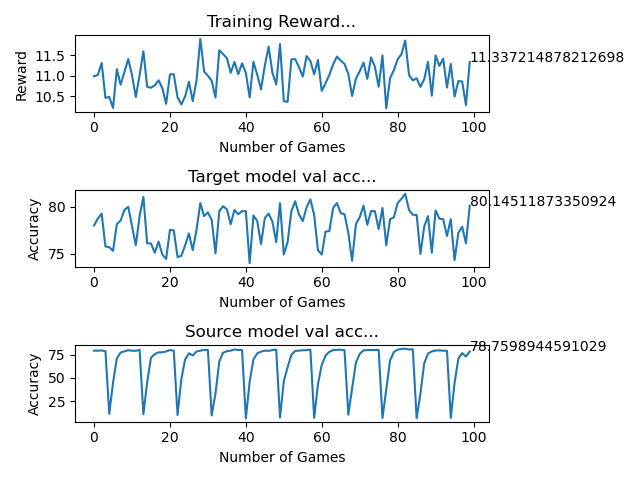 Training Reward...
11.5
11.0
10.5
Reward
11.337214878212698
0 20 40 60 80 100
Number of Games
Target model val acc...
80
75
Accuracy
80.14511873350924
0 20 40 60 80 100
Number of Games
Source model val acc...
75
50
25
Accuracy
78.7598944591029
0 20 40 60 80 100
Number of Games